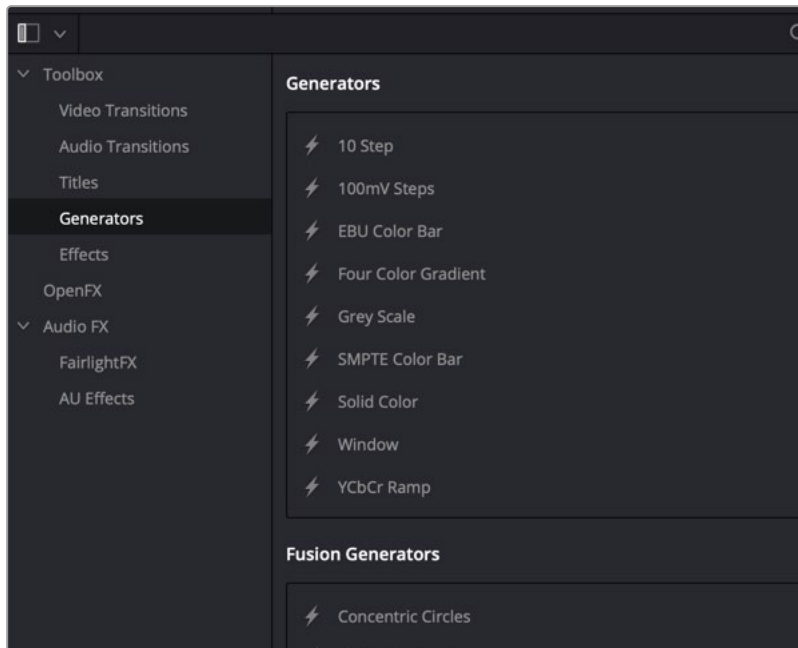 Toolbox
Video Transitions
Audio Transitions
Titles
Generators
Effects
OpenFX
Audio FX
FairlightFX
AU Effects
Generators
10 Step
100mV Steps
EBU Color Bar
Four Color Gradient
Grey Scale
SMPTE Color Bar
Solid Color
Window
YCbCr Ramp
Fusion Generators
Concentric Circles